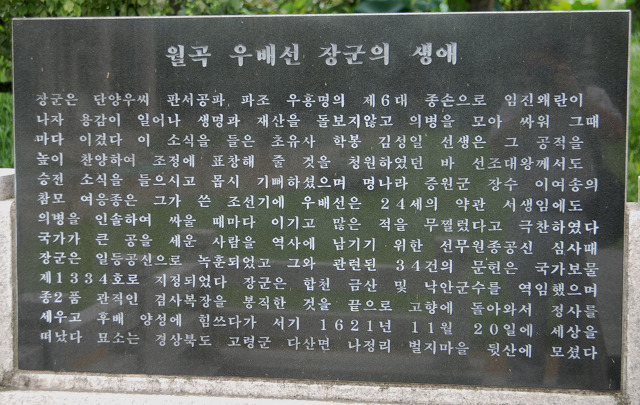 월곡 우배선 장군의 생애
장군은 단양우씨 판서공파 파조 우홍명의 제6대 종손으로 임진왜란이
나자 용감이 일어나 생명과 재산을 돌보지않고 의병을 모아 싸워 그때
마다 이겼다 이 소식을 들은 초유사 학봉 김성일 선생은 그 공적을
높이 찬양하여 조정에 표창해 줄 것을 청원하였던 바 선조대왕께서도
승전 소식을 들으시고 몹시 기뻐하셨으며 명나라 증원군 장수 이여송의
참모 여응종은 그가 쓴 조선기에 우배선은 24세의 약관 서생임에도
의병을 인솔하여 싸울 때마다 이기고 많은 적을 무찔렀다고 극찬하였다
국가가 큰 공을 세운 사람을 역사에 남기기 위한 선무원종공신 심사때
장군은 일등공신으로 녹훈되었고 그와 관련된 34건의 문헌은 국가보물
제1334호로 지정되었다 장군은 합천 금산 및 낙안군수를 역임했으며
종2품 관직인 겸사복장을 봉직한 것을 끝으로 고향에 돌아와서 정사를
세우고 후배 양성에 힘쓰다가 서기 1621년 11월 20일에 세상을
떠났다 묘소는 경상북도 고령군 다산면 나정리 벌지마을 뒷산에 모셨다